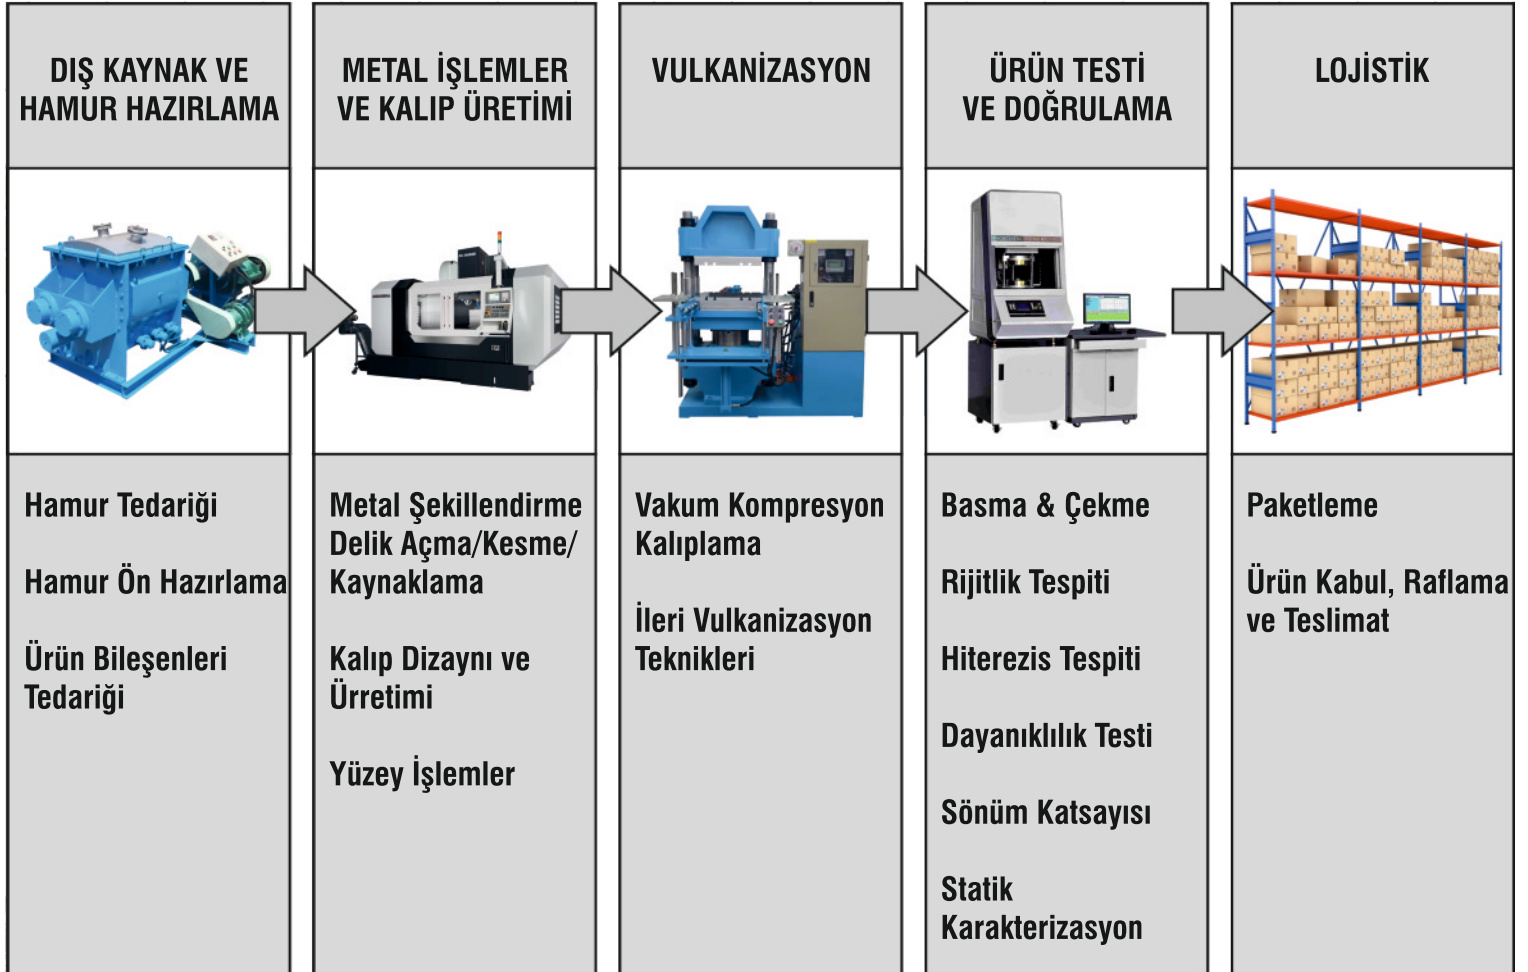 DIŞ KAYNAK VE
HAMUR HAZIRLAMA
METAL İŞLEMLER
VE KALIP ÜRETİMİ
VULKANİZASYON
ÜRÜN TESTİ
VE DOĞRULAMA
LOJİSTİK
Hamur Tedariği
Hamur Ön Hazırlama
Ürün Bileşenleri
Tedariği
Metal Şekillendirme
Delik Açma/Kesme/
Kaynaklama
Kalıp Dizaynı ve
Ürretimi
Yüzey İşlemler
Vakum Kompresyon
Kalıplama
İleri Vulkanizasyon
Teknikleri
Basma & Çekme
Rijitlik Tespiti
Hiterezis Tespiti
Dayanıklılık Testi
Sönüm Katsayısı
Statik
Karakterizasyon
Paketleme
Ürün Kabul, Raflama
ve Teslimat